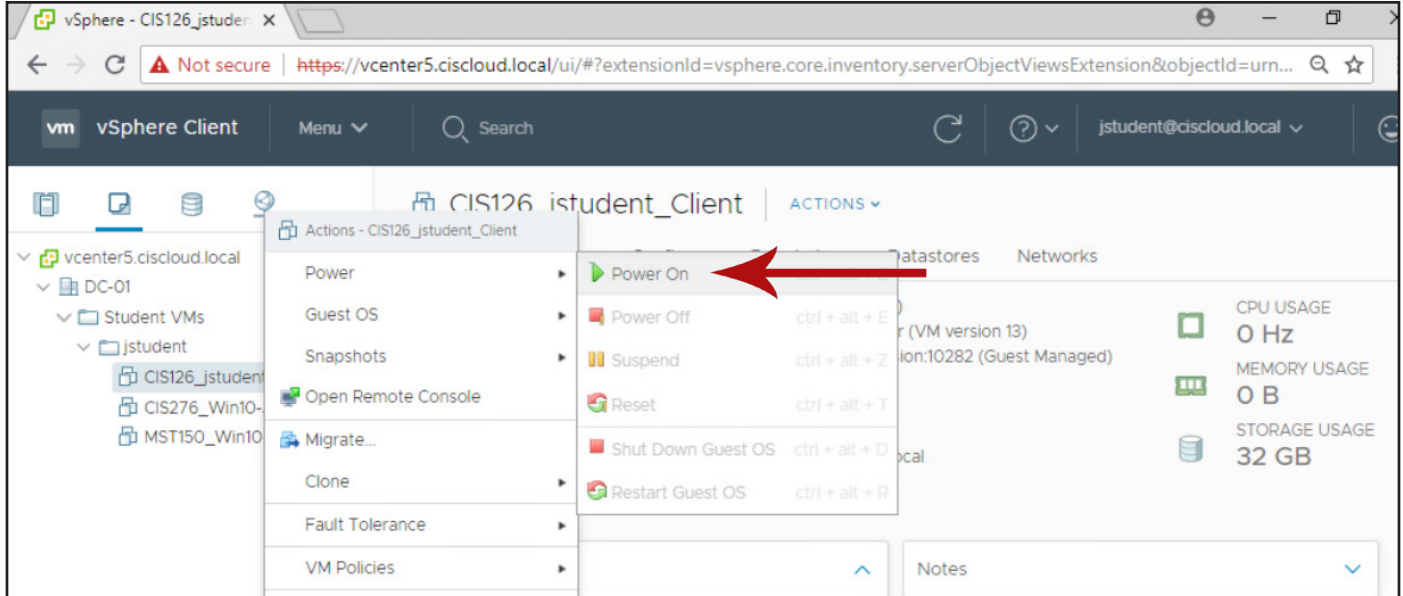 vSphere - CIS126_jstuden
Not secure | https://vcenter5.ciscloud.local/ui/#?extensionId=vsphere.core.inventory.serverObjectViewsExtension&objectId=urn...
vm vSphere Client Menu Search jstudent@ciscloud.local
CIS126_jstudent_Client ACTIONS
Actions - CIS126_jstudent_Client
vcenter5.ciscloud.local
DC-01
Student VMs
jstudent
CIS126_jstudent
CIS276_Win10-
MST150_Win10
Power
Guest OS
Snapshots
Open Remote Console
Migrate...
Clone
Fault Tolerance
VM Policies
Power On
Power Off ctrl + alt + E
Suspend ctrl + alt + Z
Reset ctrl + alt + T
Shut Down Guest OS ctrl + alt + D
Restart Guest OS ctrl + alt + R
atastores Networks
r (VM version 13)
ion:10282 (Guest Managed)
ocal
CPU USAGE
0 Hz
MEMORY USAGE
0 B
STORAGE USAGE
32 GB
Notes